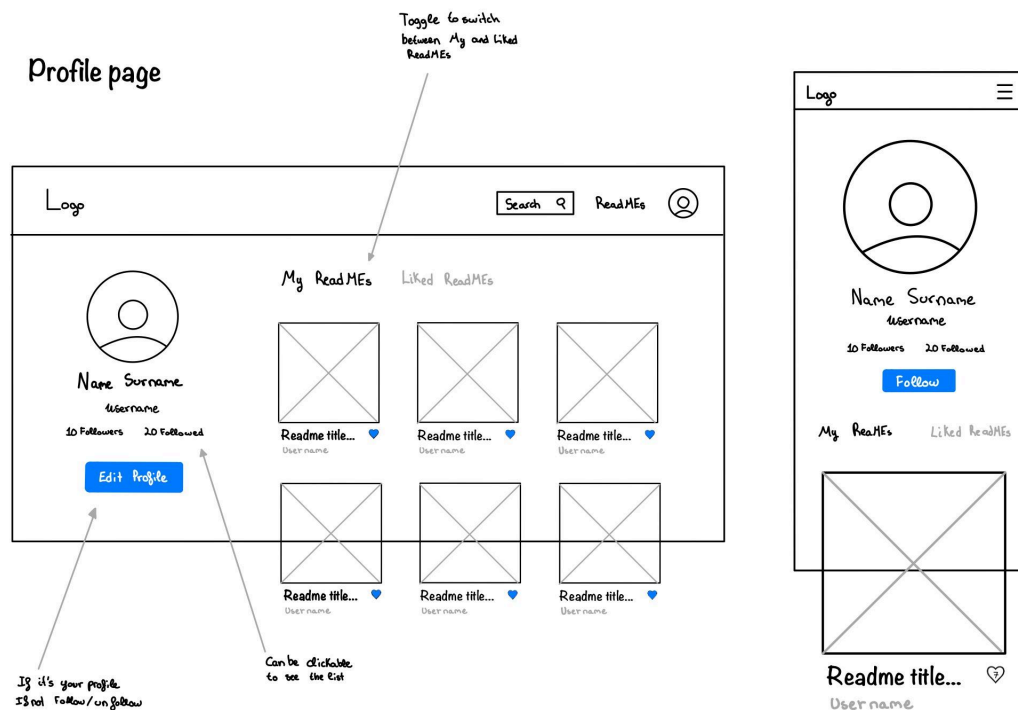 Profile page
Toggle to switch
between My and Liked
ReadMEs
Logo
Search
ReadMEs
My ReadMEs
Liked ReadMEs
Name Surname
Username
10 Followers 20 Followed
Edit Profile
Readme title...
Username
Readme title...
Username
Readme title...
Username
Readme title...
Username
Readme title...
Username
Readme title...
Username
If it's your profile
If not Follow/unfollow
Can be clickable
to see the list
Logo
Name Surname
Username
10 Followers 20 Followed
Follow
My ReaMEs Liked ReadMEs
Readme title...
Username